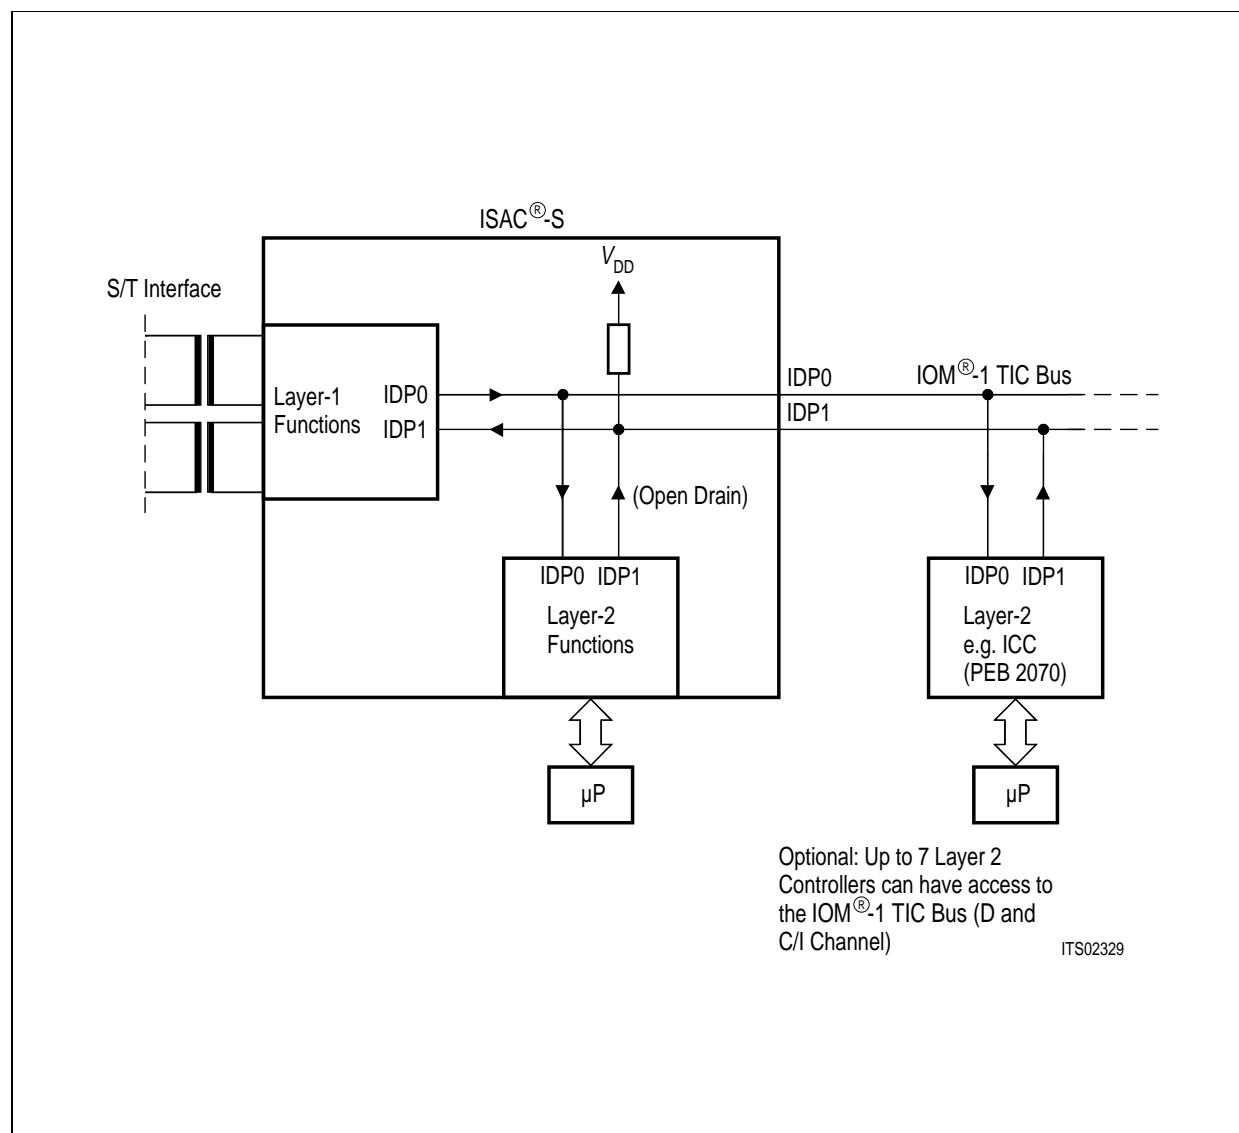 ISAC®-S
VDD
S/T Interface
Layer-1
Functions
IDP0
IDP1
IDP0
IDP1
IOM®-1 TIC Bus
(Open Drain)
IDP0 IDP1
Layer-2
Functions
IDP0 IDP1
Layer-2
e.g. ICC
(PEB 2070)
µP
µP
Optional: Up to 7 Layer 2
Controllers can have access to
the IOM®-1 TIC Bus (D and
C/I Channel)
ITS02329